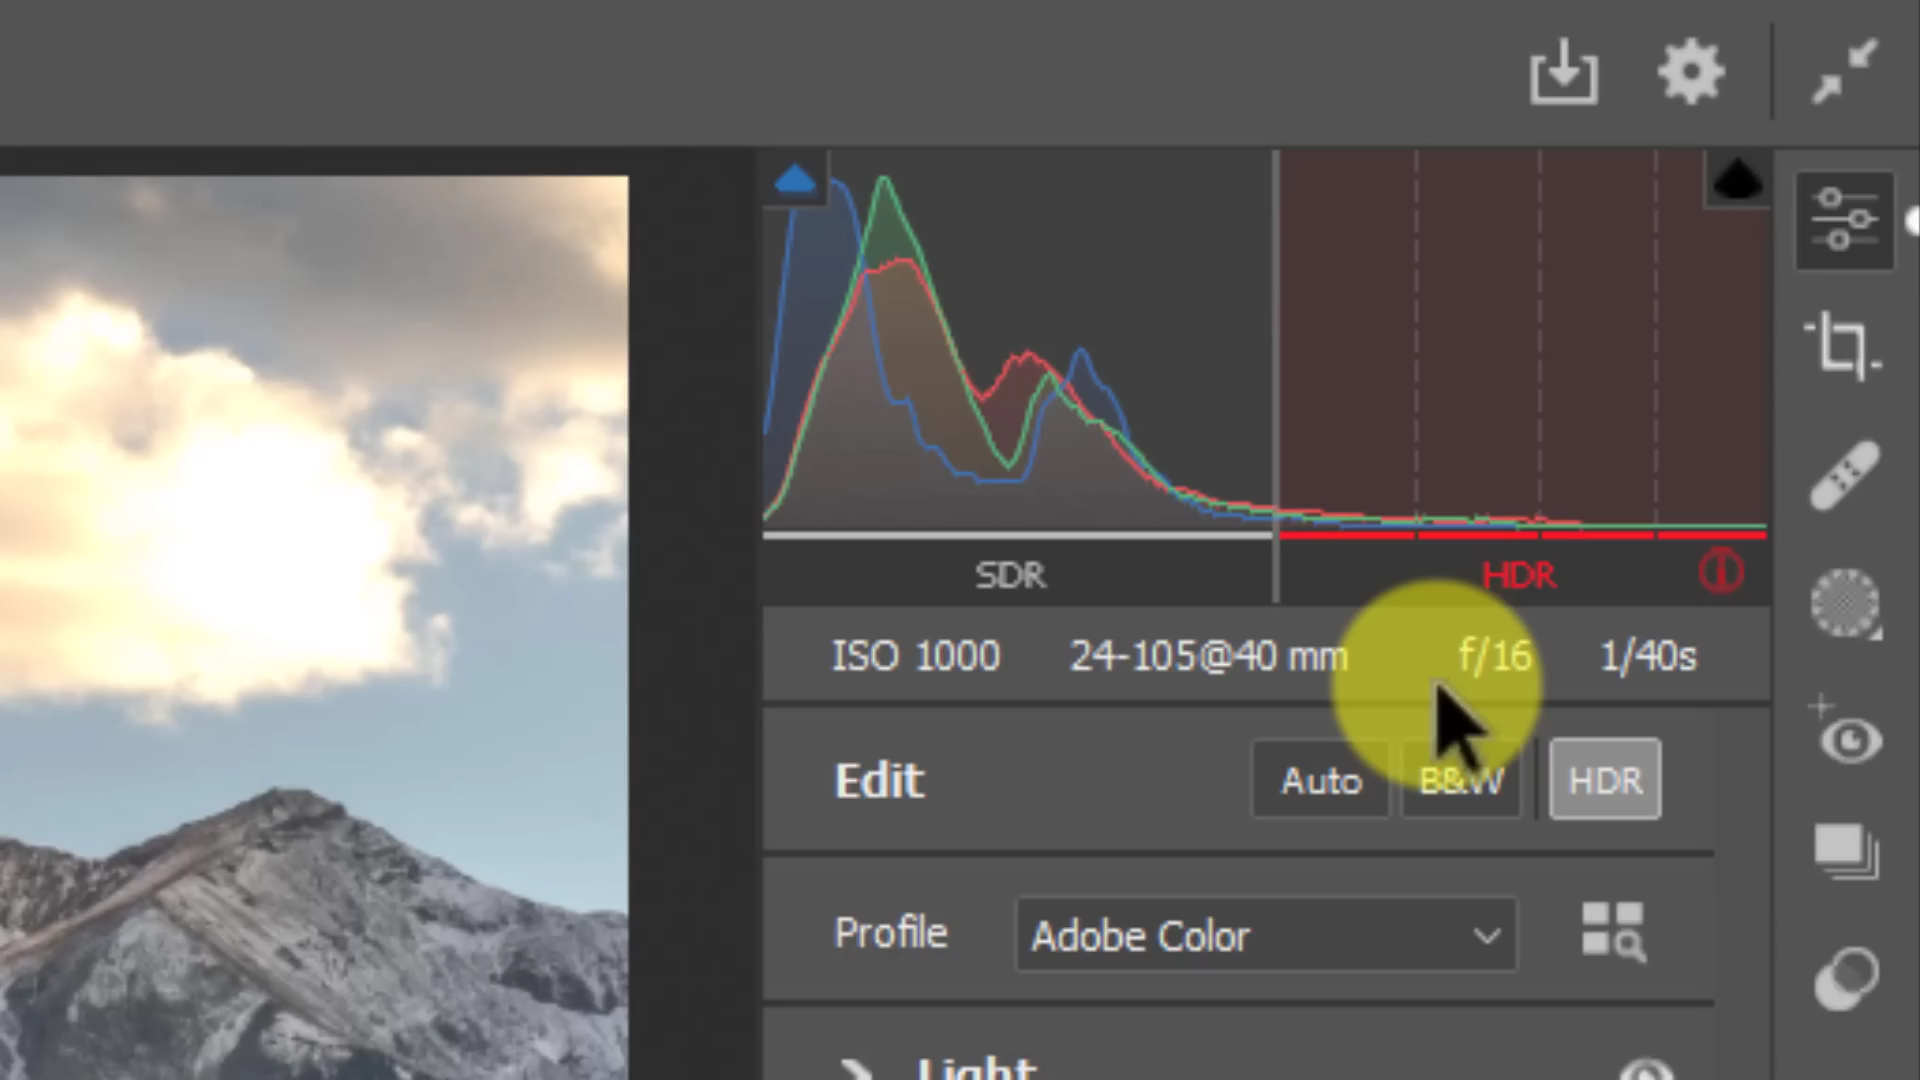 SDR HDR
ISO 1000 24-105@40 mm f/16 1/40s
Edit Auto B&W HDR
Profile Adobe Color
Light